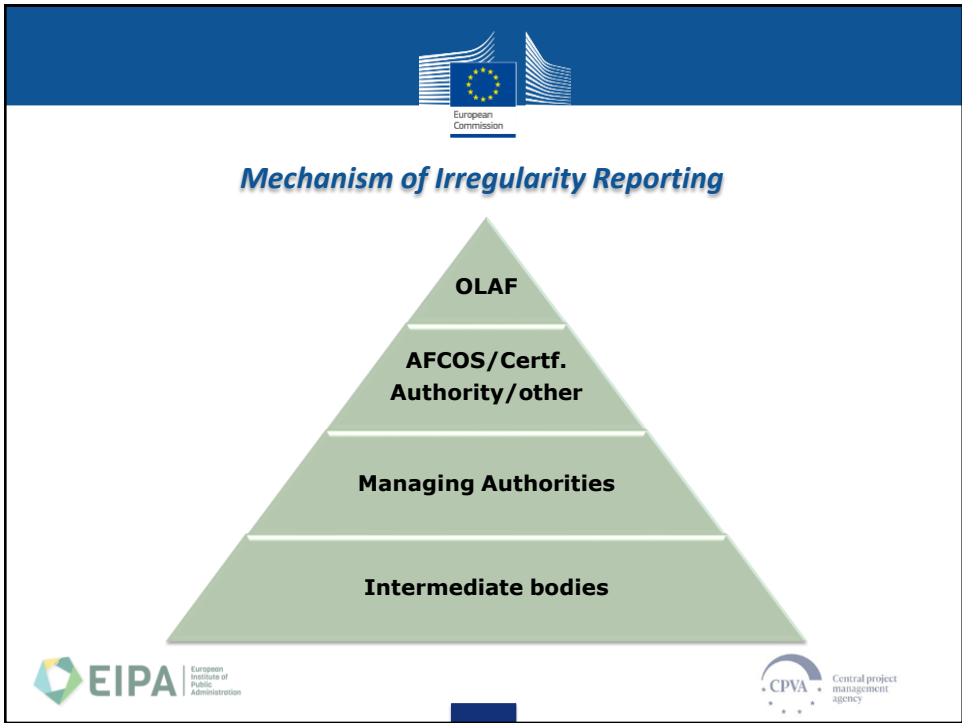 European
Commission
Mechanism of Irregularity Reporting
OLAF
AFCOS/Certf.
Authority/other
Managing Authorities
Intermediate bodies
EIPA
European
Institute of
Public
Administration
CPVA
Central project
management
agency